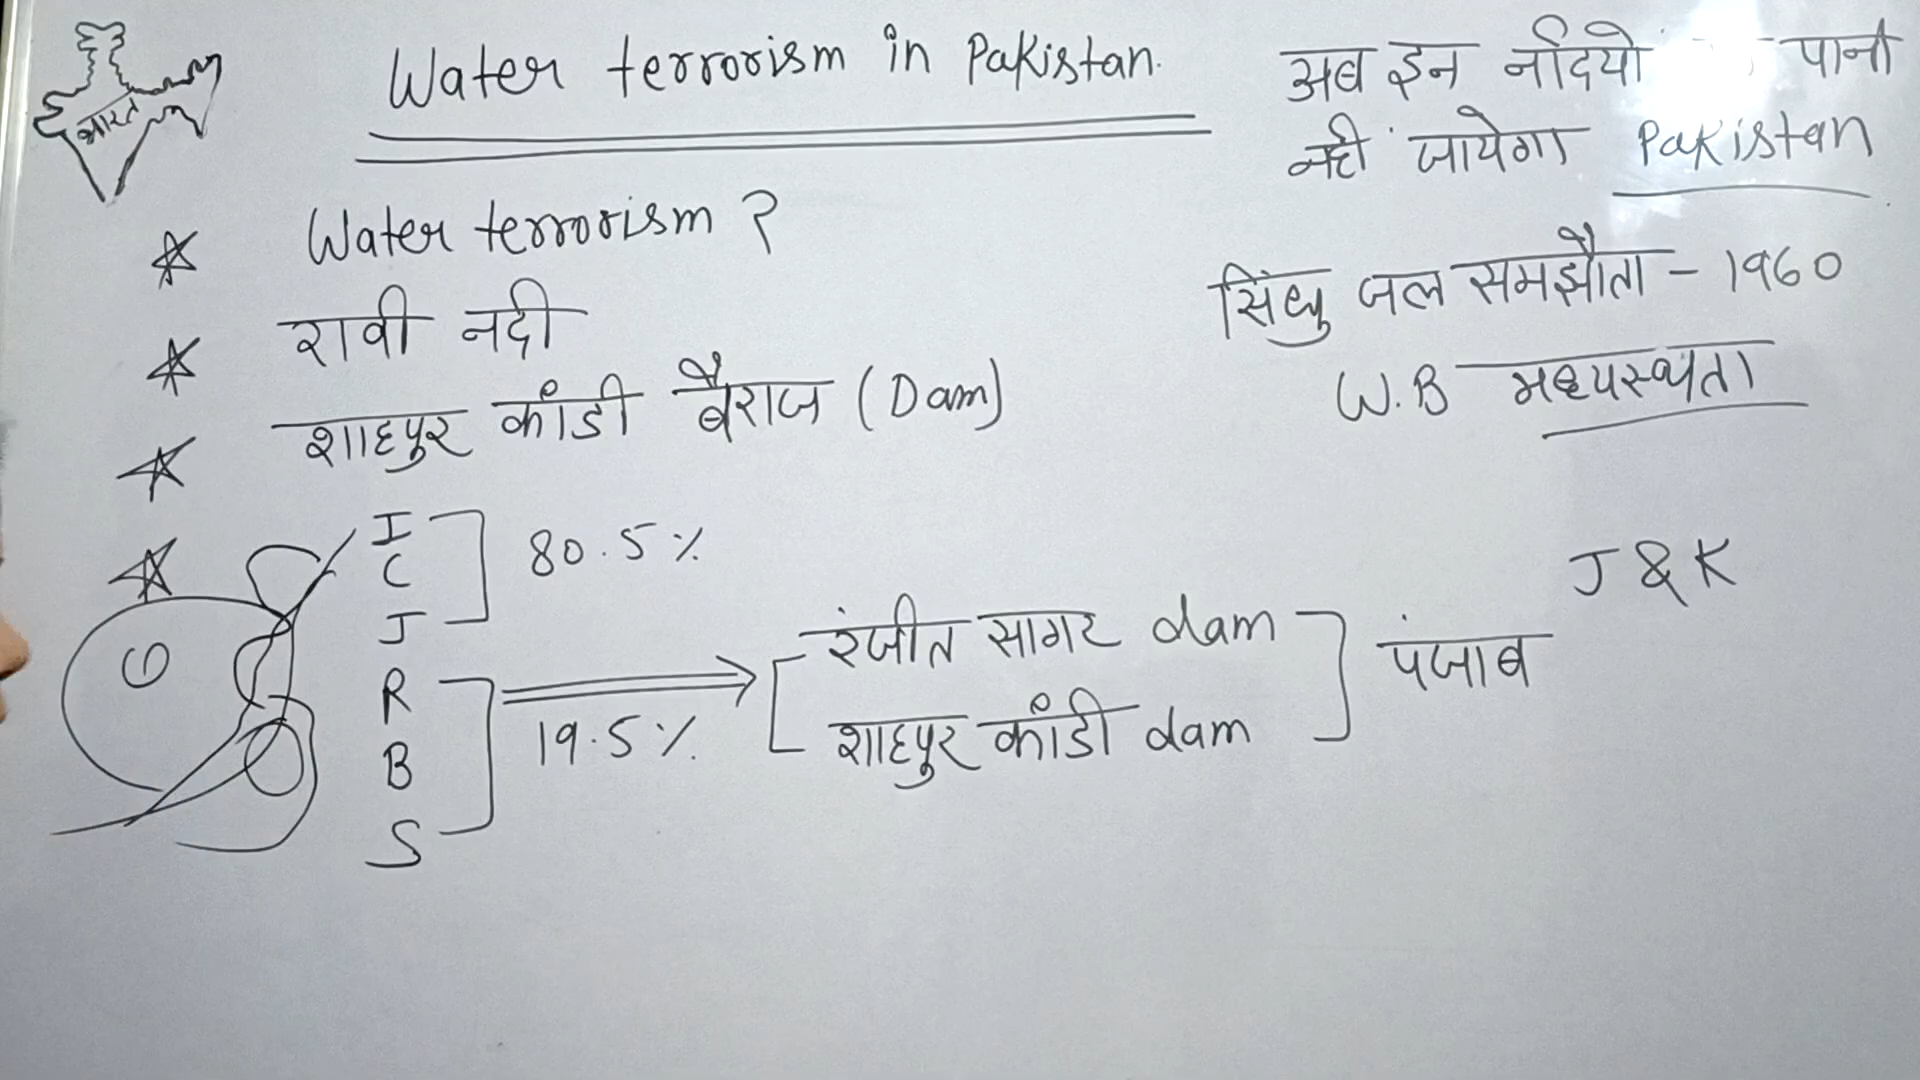 भारत
Water terrorism in Pakistan.
Water terrorism ?
रावी नदी
शाहपुर कांडी बैराज (Dam)
I
C
J
80.5%
R
B
S
19.5%
रंजीत सागर dam
शाहपुर कांडी dam
पंजाब
J & K
अब इन नदियो पानी
नही जायेगा Pakistan
सिंधु जल समझौता - 1960
W.B मध्यस्थता